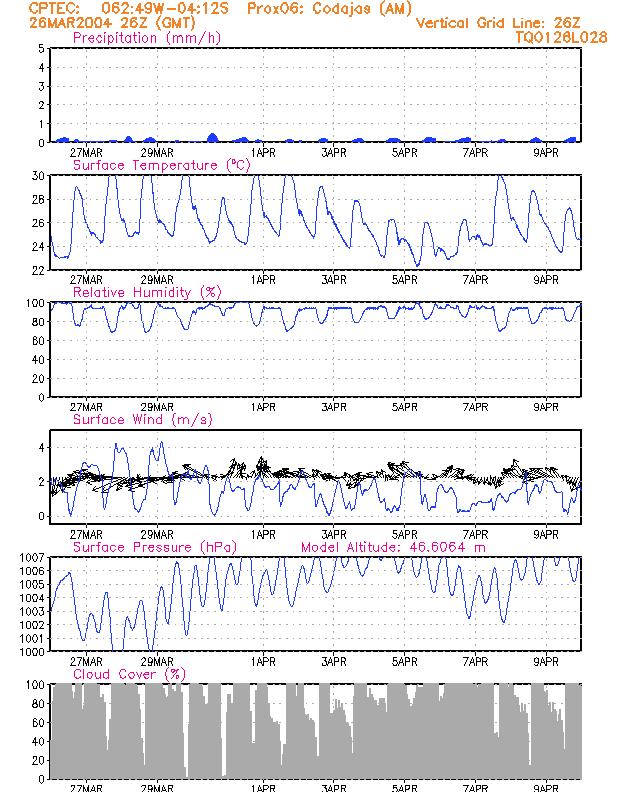 CPTEC: 062:49W-04:12S Prox06: Codajas (AM)
26MAR2004 26Z (GMT) Vertical Grid Line: 26Z
Precipitation (mm/h) TQ0126L028
5
4
3
2
1
0
27MAR 29MAR 1APR 3APR 5APR 7APR 9APR
Surface Temperature (°C)
30
28
26
24
22
27MAR 29MAR 1APR 3APR 5APR 7APR 9APR
Relative Humidity (%)
100
80
60
40
20
0
27MAR 29MAR 1APR 3APR 5APR 7APR 9APR
Surface Wind (m/s)
4
2
0
27MAR 29MAR 1APR 3APR 5APR 7APR 9APR
Surface Pressure (hPa) Model Altitude: 46.6064 m
1007
1006
1005
1004
1003
1002
1001
1000
27MAR 29MAR 1APR 3APR 5APR 7APR 9APR
Cloud Cover (%)
100
80
60
40
20
0
27MAR 29MAR 1APR 3APR 5APR 7APR 9APR